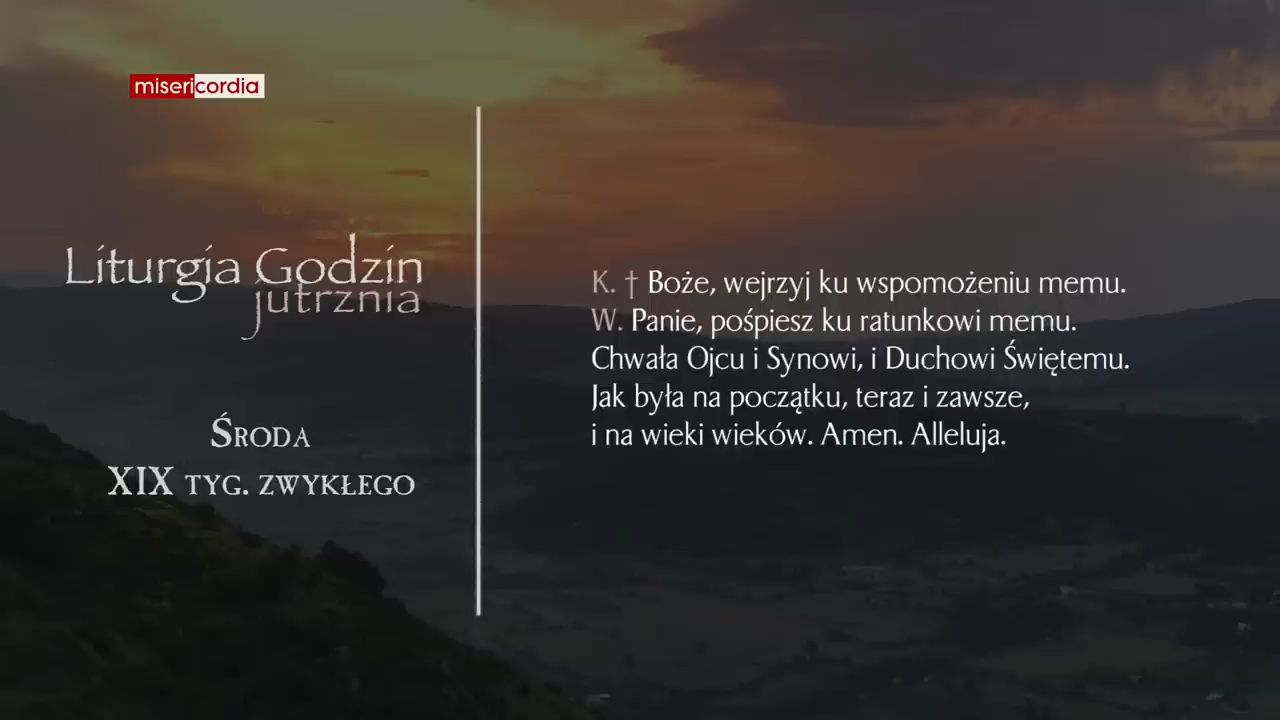 misericordia
Liturgia Godzin
jutrznia
Środa
XIX tyg. zwykłego
K. † Boże, wejrzyj ku wspomożeniu memu.
W. Panie, pośpiesz ku ratunkowi memu.
Chwała Ojcu i Synowi, i Duchowi Świętemu.
Jak była na początku, teraz i zawsze,
i na wieki wieków. Amen. Alleluja.